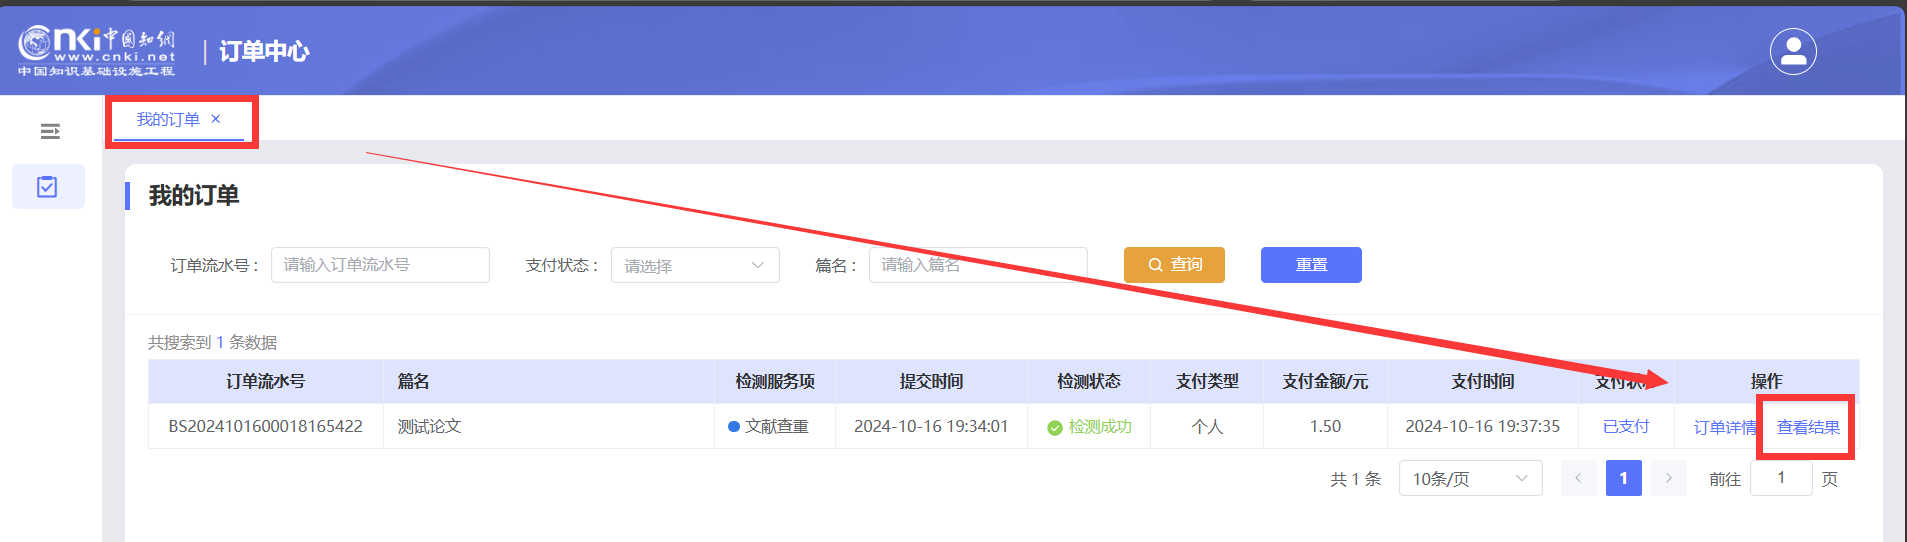 cnki 中国知网
www.cnki.net
中国知识基础设施工程
订单中心
我的订单 ×
我的订单
订单流水号： 请输入订单流水号 支付状态： 请选择 篇名： 请输入篇名 查询 重置
共搜索到 1 条数据
订单流水号 篇名 检测服务项 提交时间 检测状态 支付类型 支付金额/元 支付时间 支付状 操作
BS2024101600018165422 测试论文 文献查重 2024-10-16 19:34:01 检测成功 个人 1.50 2024-10-16 19:37:35 已支付 订单详情 查看结果
共 1 条 10条/页 1 前往 1 页